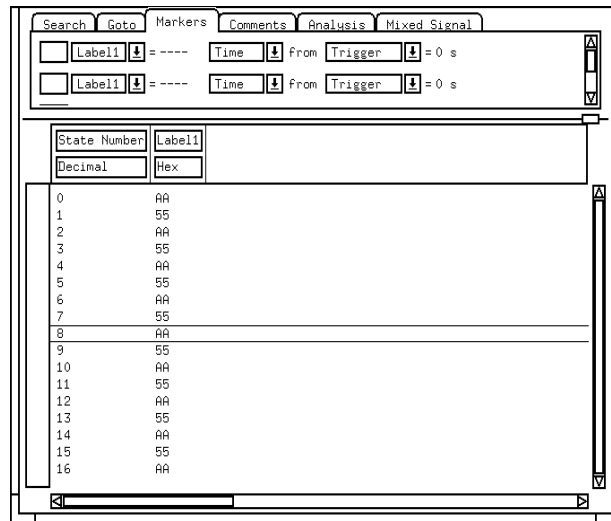 Search Goto Markers Comments Analysis Mixed Signal
Label1 = ---- Time from Trigger = 0 s
Label1 = ---- Time from Trigger = 0 s
State Number Label1
Decimal Hex
0 AA
1 55
2 AA
3 55
4 AA
5 55
6 AA
7 55
8 AA
9 55
10 AA
11 55
12 AA
13 55
14 AA
15 55
16 AA